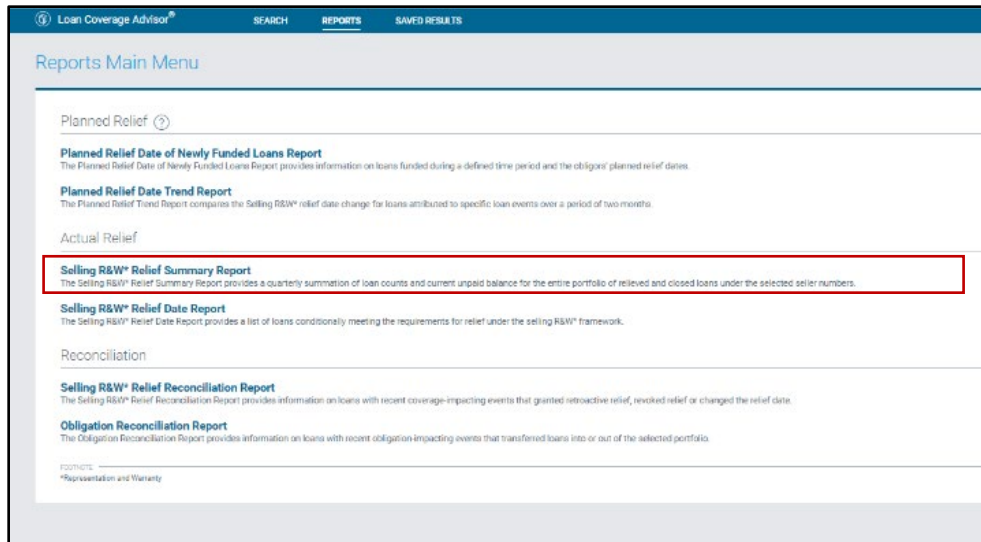 Loan Coverage Advisor®
SEARCH REPORTS SAVED RESULTS
Reports Main Menu
Planned Relief ?
Planned Relief Date of Newly Funded Loans Report
The Planned Relief Date of Newly Funded Loans Report provides information on loans funded during a defined time period and the obligors' planned relief dates.
Planned Relief Date Trend Report
The Planned Relief Trend Report compares the Selling R&W* relief date change for loans attributed to specific loan events over a period of two months.
Actual Relief
Selling R&W* Relief Summary Report
The Selling R&W* Relief Summary Report provides a quarterly summation of loan counts and current unpaid balance for the entire portfolio of relieved and closed loans under the selected seller numbers.
Selling R&W* Relief Date Report
The Selling R&W* Relief Date Report provides a list of loans conditionally meeting the requirements for relief under the selling R&W* framework.
Reconciliation
Selling R&W* Relief Reconciliation Report
The Selling R&W* Relief Reconciliation Report provides information on loans with recent coverage-impacting events that granted retroactive relief, revoked relief or changed the relief date.
Obligation Reconciliation Report
The Obligation Reconciliation Report provides information on loans with recent obligation-impacting events that transferred loans into or out of the selected portfolio.
FOOTNOTE
*Representation and Warranty